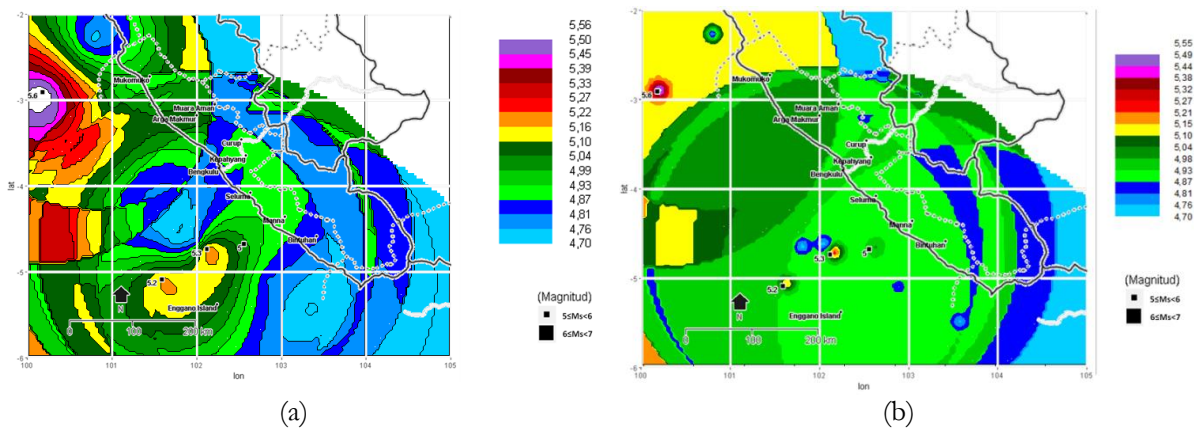 -2
-3
-4
-5
-6
lat
100
101
102
103
104
105
lon
Mukomuko
Muara Aman
Arga Makmur
Curup
Kepahyang
Bengkulu
Seluma
Manna
Bintuhan
Enggano Island
5.6
5.3
5
5.2
N
0 100 200 km
5,56
5,50
5,45
5,39
5,33
5,27
5,21
5,16
5,10
5,04
4,99
4,93
4,87
4,81
4,76
4,70
(Magnitud)
5≤Ms<6
6≤Ms<7
(a)
-2
-3
-4
-5
-6
lat
100
101
102
103
104
105
lon
Mukomuko
Muara Aman
Arga Makmur
Curup
Kepahyang
Bengkulu
Seluma
Manna
Bintuhan
Enggano Island
5.6
5.3
5
5.2
N
0 100 200 km
5,55
5,49
5,44
5,38
5,32
5,27
5,21
5,15
5,10
5,04
4,98
4,93
4,87
4,81
4,76
4,70
(Magnitud)
5≤Ms<6
6≤Ms<7
(b)